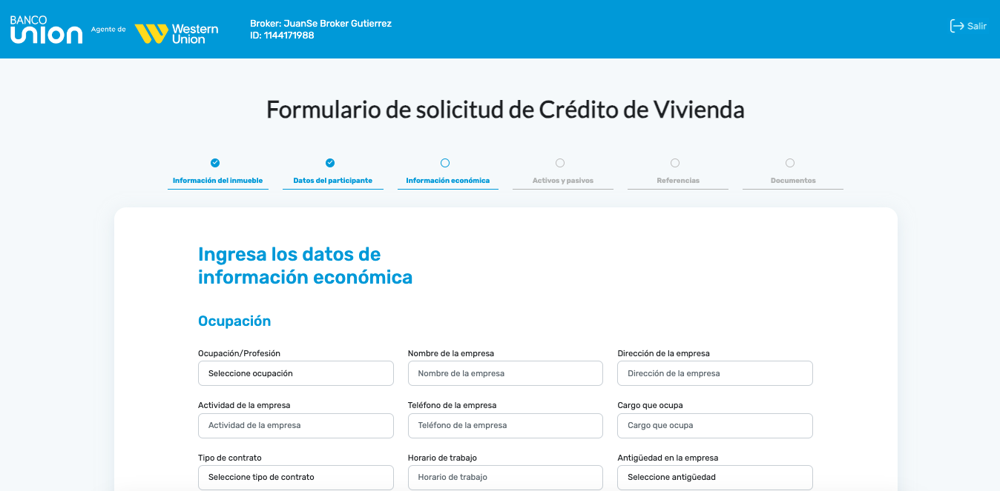 BANCO
union
Agente de
Western
Union
Broker: JuanSe Broker Gutierrez
ID: 1144171988
Salir
Formulario de solicitud de Crédito de Vivienda
Información del inmueble
Datos del participante
Información económica
Activos y pasivos
Referencias
Documentos
Ingresa los datos de
información económica
Ocupación
Ocupación/Profesión
Nombre de la empresa
Dirección de la empresa
Seleccione ocupación
Nombre de la empresa
Dirección de la empresa
Actividad de la empresa
Teléfono de la empresa
Cargo que ocupa
Actividad de la empresa
Teléfono de la empresa
Cargo que ocupa
Tipo de contrato
Horario de trabajo
Antigüedad en la empresa
Seleccione tipo de contrato
Horario de trabajo
Seleccione antigüedad